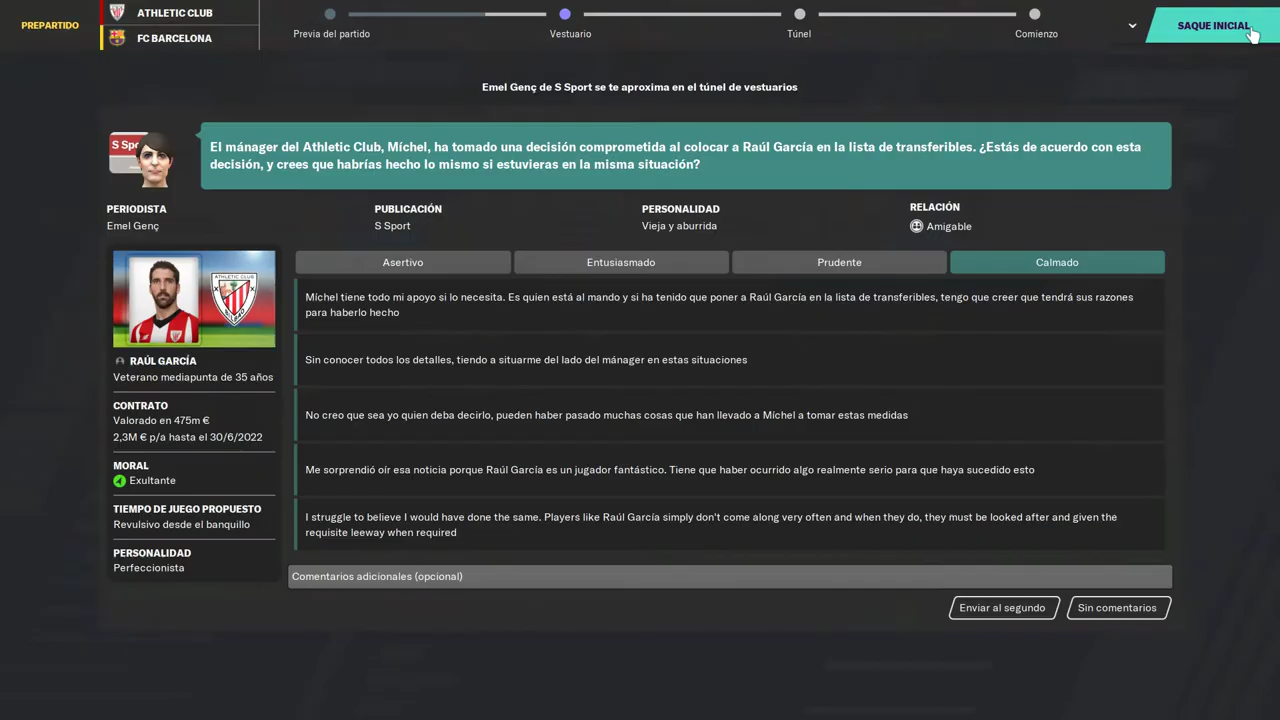 PREPARTIDO
ATHLETIC CLUB
FC BARCELONA
Previa del partido
Vestuario
Túnel
Comienzo
SAQUE INICIAL
Emel Genç de S Sport se te aproxima en el túnel de vestuarios
S Spo
El mánager del Athletic Club, Míchel, ha tomado una decisión comprometida al colocar a Raúl García en la lista de transferibles. ¿Estás de acuerdo con esta
decisión, y crees que habrías hecho lo mismo si estuvieras en la misma situación?
PERIODISTA
Emel Genç
PUBLICACIÓN
S Sport
PERSONALIDAD
Vieja y aburrida
RELACIÓN
Amigable
Asertivo
Entusiasmado
Prudente
Calmado
RAÚL GARCÍA
Veterano mediapunta de 35 años
CONTRATO
Valorado en 475m €
2,3M € p/a hasta el 30/6/2022
MORAL
Exultante
TIEMPO DE JUEGO PROPUESTO
Revulsivo desde el banquillo
PERSONALIDAD
Perfeccionista
Míchel tiene todo mi apoyo si lo necesita. Es quien está al mando y si ha tenido que poner a Raúl García en la lista de transferibles, tengo que creer que tendrá sus razones
para haberlo hecho
Sin conocer todos los detalles, tiendo a situarme del lado del mánager en estas situaciones
No creo que sea yo quien deba decirlo, pueden haber pasado muchas cosas que han llevado a Míchel a tomar estas medidas
Me sorprendió oír esa noticia porque Raúl García es un jugador fantástico. Tiene que haber ocurrido algo realmente serio para que haya sucedido esto
I struggle to believe I would have done the same. Players like Raúl García simply don't come along very often and when they do, they must be looked after and given the
requisite leeway when required
Comentarios adicionales (opcional)
Enviar al segundo
Sin comentarios